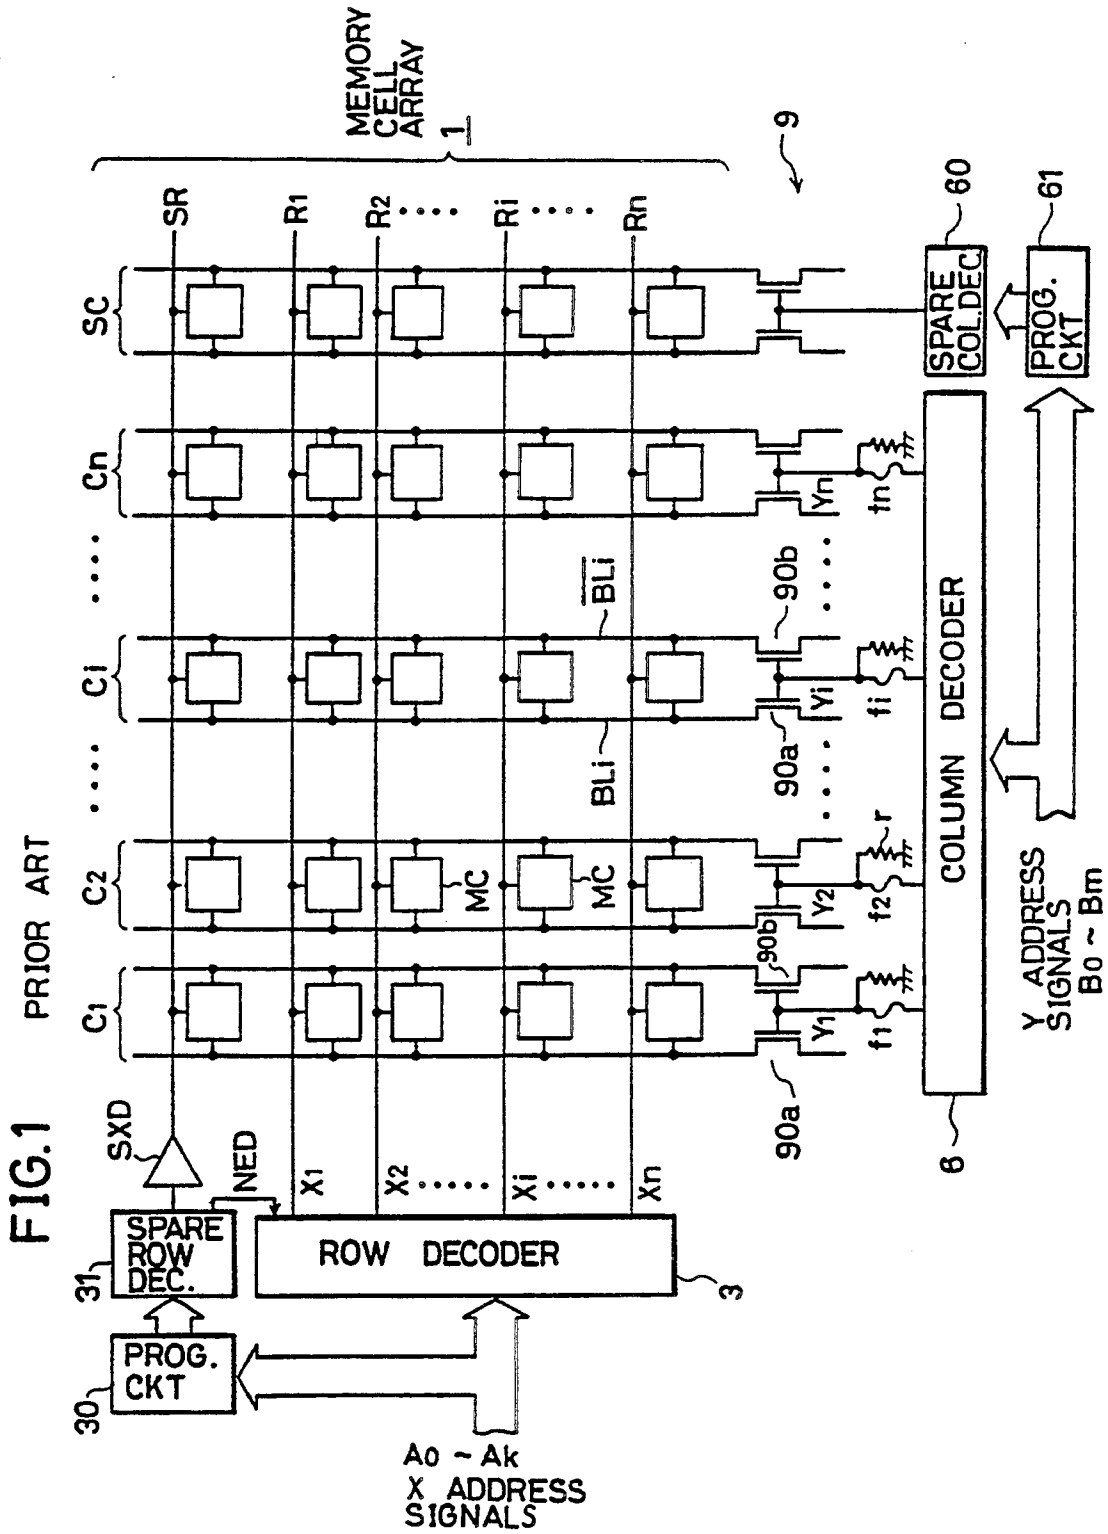 FIG.1
PRIOR ART
C1
C2
....
Ci
....
Cn
SC
MEMORY
CELL
ARRAY
1
30
PROG.
CKT
31
SPARE
ROW
DEC.
SXD
SR
NED
ROW DECODER
3
X1
R1
X2
R2
Xi
Ri
Xn
Rn
MC
MC
BLi
BLi
A0 ~ Ak
X ADDRESS
SIGNALS
90a
90b
90a
90b
9
Y1
Y2
Yi
Yn
f1
f2
r
fi
fn
6
COLUMN DECODER
SPARE
COL.DEC
60
PROG.
CKT
61
Y ADDRESS
SIGNALS
B0 ~ Bm